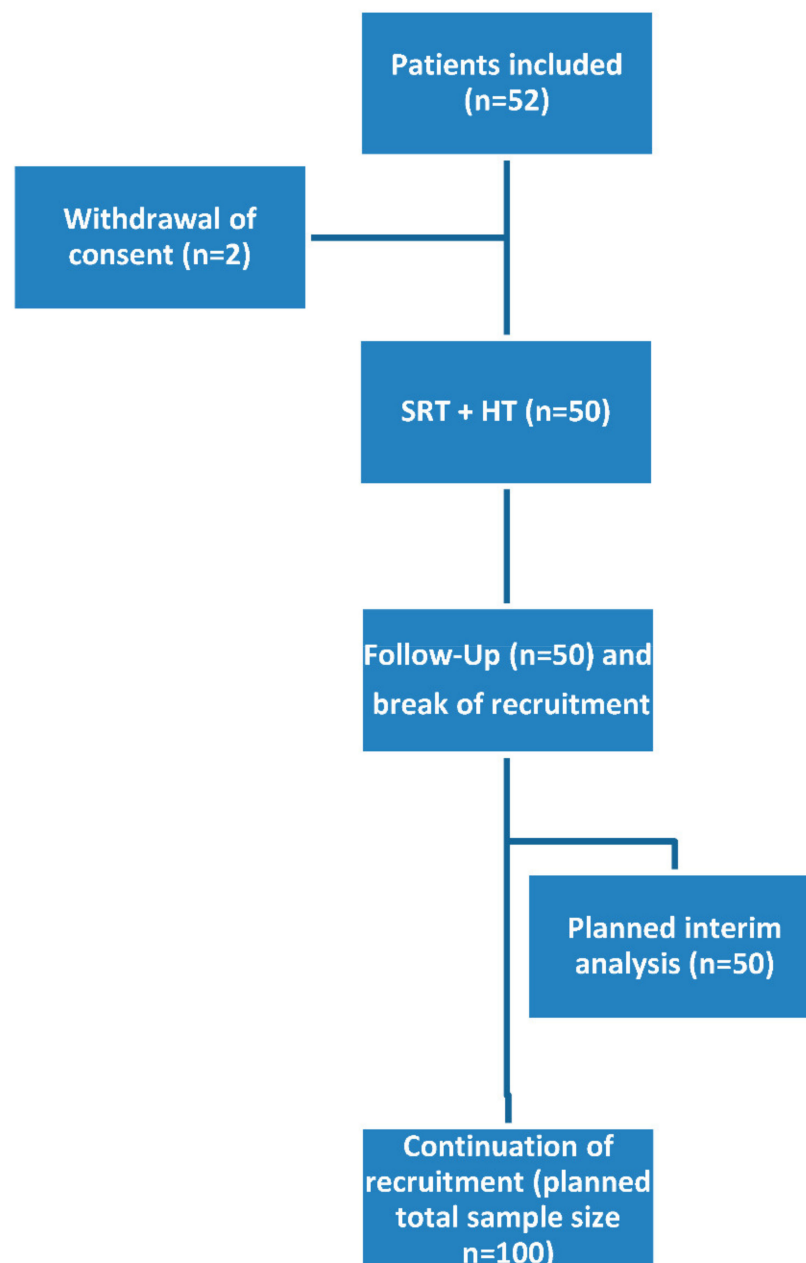 Patients included
(n=52)
Withdrawal of
consent (n=2)
SRT + HT (n=50)
Follow-Up (n=50) and
break of recruitment
Planned interim
analysis (n=50)
Continuation of
recruitment (planned
total sample size
n=100)